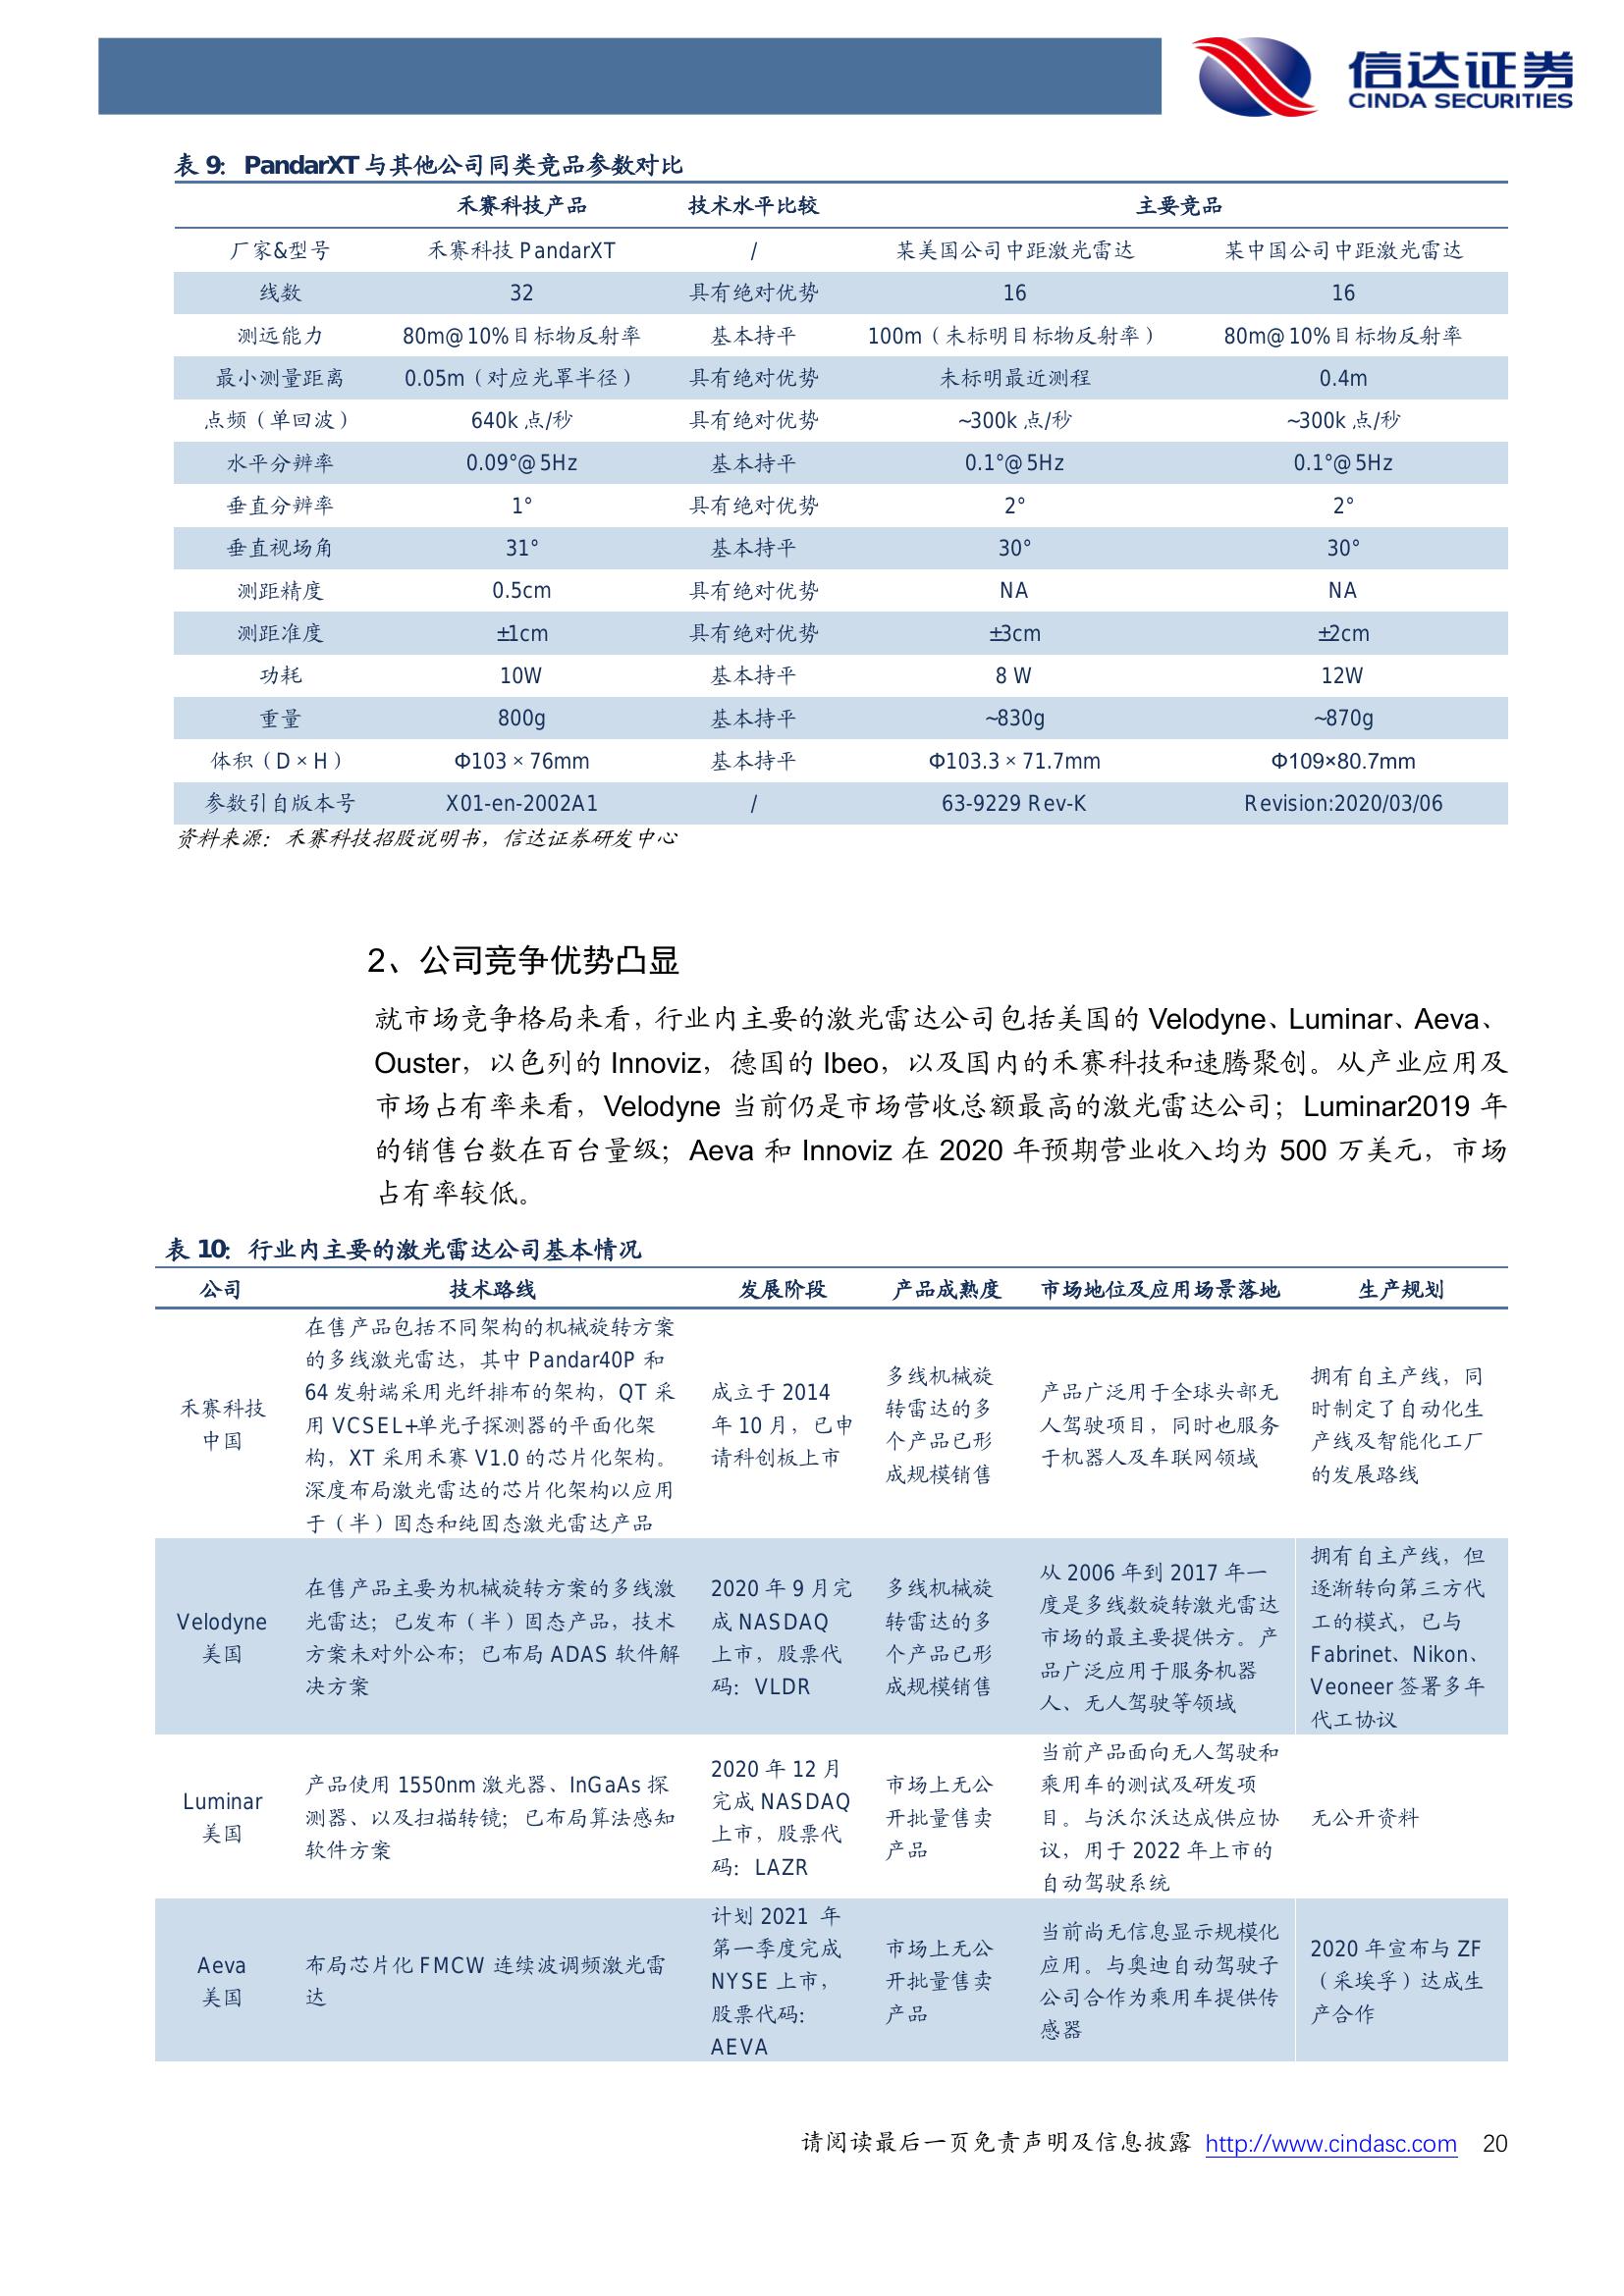 信达证券
CINDA SECURITIES
表 9: PandarXT 与其他公司同类竞品参数对比
禾赛科技产品 技术水平比较 主要竞品
厂家&型号 禾赛科技 PandarXT / 某美国公司中距激光雷达 某中国公司中距激光雷达
线数 32 具有绝对优势 16 16
测远能力 80m@10%目标物反射率 基本持平 100m（未标明目标物反射率） 80m@10%目标物反射率
最小测量距离 0.05m（对应光罩半径） 具有绝对优势 未标明最近测程 0.4m
点频（单回波） 640k 点/秒 具有绝对优势 ~300k 点/秒 ~300k 点/秒
水平分辨率 0.09°@5Hz 基本持平 0.1°@5Hz 0.1°@5Hz
垂直分辨率 1° 具有绝对优势 2° 2°
垂直视场角 31° 基本持平 30° 30°
测距精度 0.5cm 具有绝对优势 NA NA
测距准度 ±1cm 具有绝对优势 ±3cm ±2cm
功耗 10W 基本持平 8 W 12W
重量 800g 基本持平 ~830g ~870g
体积（D × H） Φ103 × 76mm 基本持平 Φ103.3 × 71.7mm Φ109×80.7mm
参数引自版本号 X01-en-2002A1 / 63-9229 Rev-K Revision:2020/03/06
资料来源：禾赛科技招股说明书，信达证券研发中心
2、公司竞争优势凸显
就市场竞争格局来看，行业内主要的激光雷达公司包括美国的 Velodyne、Luminar、Aeva、
Ouster，以色列的 Innoviz，德国的 Ibeo，以及国内的禾赛科技和速腾聚创。从产业应用及
市场占有率来看，Velodyne 当前仍是市场营收总额最高的激光雷达公司；Luminar2019 年
的销售台数在百台量级；Aeva 和 Innoviz 在 2020 年预期营业收入均为 500 万美元，市场
占有率较低。
表 10: 行业内主要的激光雷达公司基本情况
公司 技术路线 发展阶段 产品成熟度 市场地位及应用场景落地 生产规划
禾赛科技
中国
在售产品包括不同架构的机械旋转方案
的多线激光雷达，其中 Pandar40P 和
64 发射端采用光纤排布的架构，QT 采
用 VCSEL+单光子探测器的平面化架
构，XT 采用禾赛 V1.0 的芯片化架构。
深度布局激光雷达的芯片化架构以应用
于（半）固态和纯固态激光雷达产品
成立于 2014
年 10 月，已申
请科创板上市
多线机械旋
转雷达的多
个产品已形
成规模销售
产品广泛用于全球头部无
人驾驶项目，同时也服务
于机器人及车联网领域
拥有自主产线，同
时制定了自动化生
产线及智能化工厂
的发展路线
Velodyne
美国
在售产品主要为机械旋转方案的多线激
光雷达；已发布（半）固态产品，技术
方案未对外公布；已布局 ADAS 软件解
决方案
2020 年 9 月完
成 NASDAQ
上市，股票代
码：VLDR
多线机械旋
转雷达的多
个产品已形
成规模销售
从 2006 年到 2017 年一
度是多线数旋转激光雷达
市场的最主要提供方。产
品广泛应用于服务机器
人、无人驾驶等领域
拥有自主产线，但
逐渐转向第三方代
工的模式，已与
Fabrinet、Nikon、
Veoneer 签署多年
代工协议
Luminar
美国
产品使用 1550nm 激光器、InGaAs 探
测器、以及扫描转镜；已布局算法感知
软件方案
2020 年 12 月
完成 NASDAQ
上市，股票代
码：LAZR
市场上无公
开批量售卖
产品
当前产品面向无人驾驶和
乘用车的测试及研发项
目。与沃尔沃达成供应协
议，用于 2022 年上市的
自动驾驶系统
无公开资料
Aeva
美国
布局芯片化 FMCW 连续波调频激光雷
达
计划 2021 年
第一季度完成
NYSE 上市，
股票代码：
AEVA
市场上无公
开批量售卖
产品
当前尚无信息显示规模化
应用。与奥迪自动驾驶子
公司合作为乘用车提供传
感器
2020 年宣布与 ZF
（采埃孚）达成生
产合作
请阅读最后一页免责声明及信息披露 http://www.cindasc.com 20